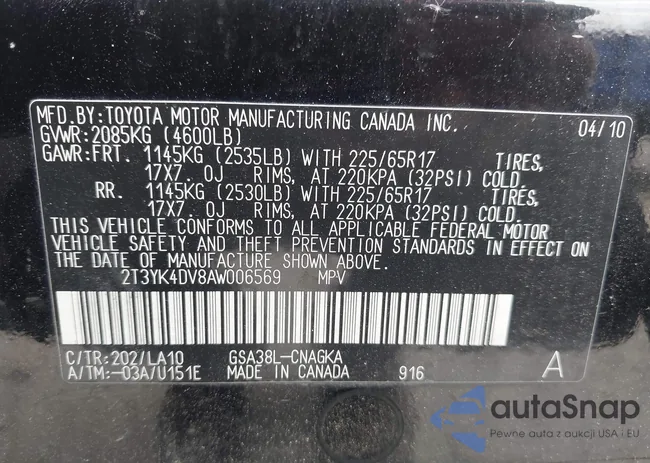 MFD.BY:TOYOTA MOTOR MANUFACTURING CANADA INC. 04/10
GVWR:2085KG (4600LB)
GAWR:FRT. 1145KG (2535LB) WITH 225/65R17 TIRES,
17X7.0J RIMS, AT 220KPA (32PSI) COLD
RR. 1145KG (2530LB) WITH 225/65R17 TIRES,
17X7.0J RIMS, AT 220KPA (32PSI) COLD.
THIS VEHICLE CONFORMS TO ALL APPLICABLE FEDERAL MOTOR
VEHICLE SAFETY AND THEFT PREVENTION STANDARDS IN EFFECT ON
THE DATE OF MANUFACTURE SHOWN ABOVE.
2T3YK4DV8AW006569 MPV
C/TR:202/LA10 GSA38L-CNAGKA A
A/TM:-03A/U151E MADE IN CANADA 916
autaSnap
Pewne auta z aukcji USA i EU